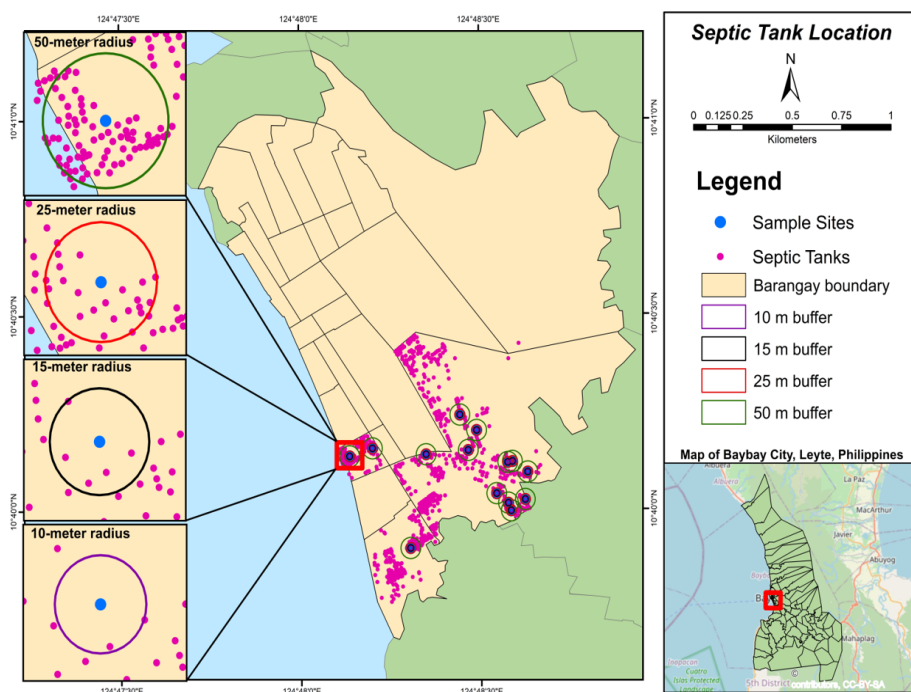 124°47'30"E
124°48'0"E
124°48'30"E
50-meter radius
10°41'0"N
25-meter radius
10°40'30"N
15-meter radius
10°40'0"N
10-meter radius
10°41'0"N
10°40'30"N
10°40'0"N
124°47'30"E
124°48'0"E
124°48'30"E
Septic Tank Location
N
0 0.125 0.25 0.5 0.75 1
Kilometers
Legend
Sample Sites
Septic Tanks
Barangay boundary
10 m buffer
15 m buffer
25 m buffer
50 m buffer
Map of Baybay City, Leyte, Philippines
Albuera
Albuera
La Paz
MacArthur
Javier
Abuyog
Mahaplag
Cuatro
Islas Protected
Landscape
5th District
contributors, CC-BY-SA